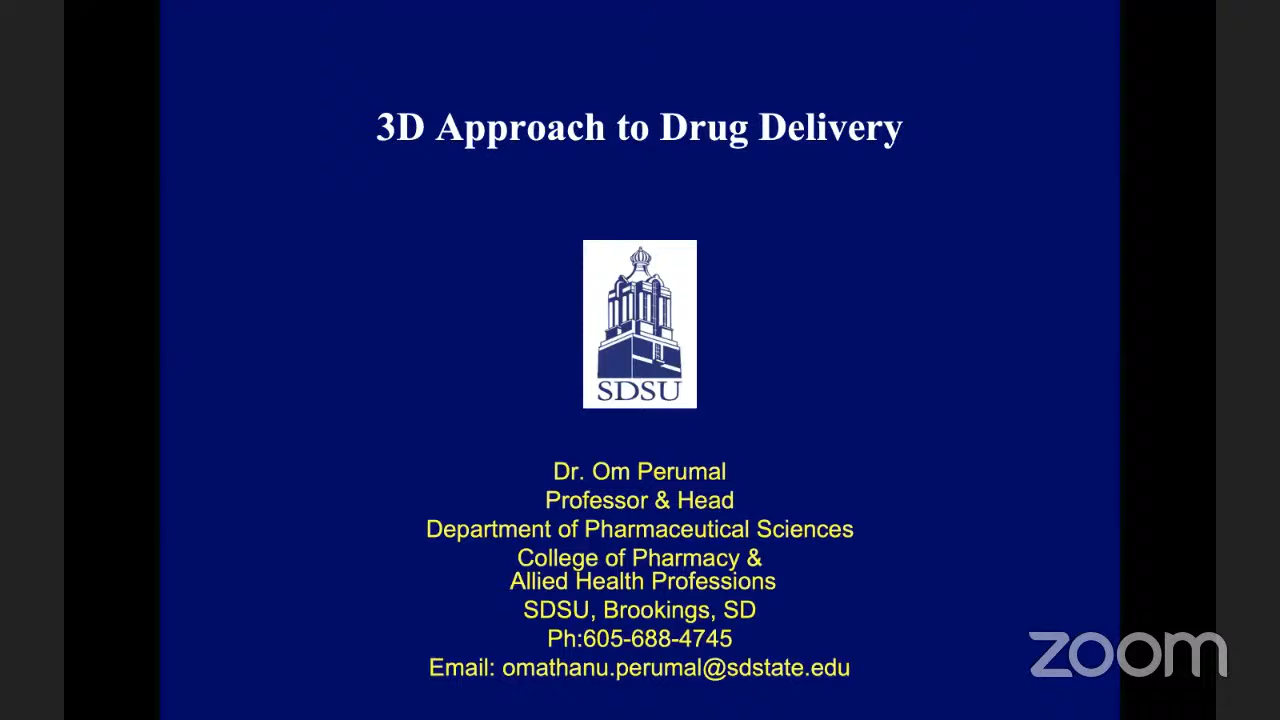 3D Approach to Drug Delivery
SDSU
Dr. Om Perumal
Professor & Head
Department of Pharmaceutical Sciences
College of Pharmacy &
Allied Health Professions
SDSU, Brookings, SD
Ph:605-688-4745
Email: omathanu.perumal@sdstate.edu
zoom